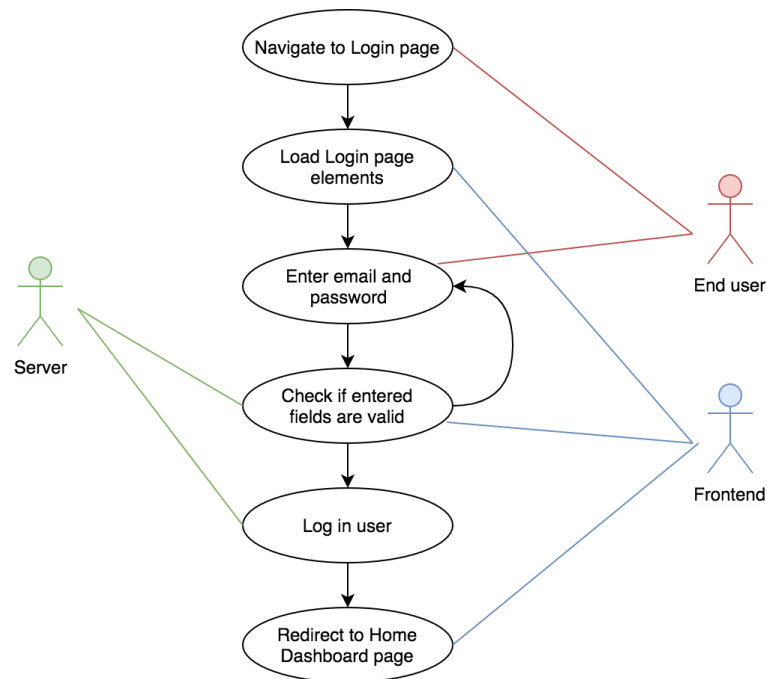 Navigate to Login page
Load Login page
elements
End user
Enter email and
password
Server
Check if entered
fields are valid
Frontend
Log in user
Redirect to Home
Dashboard page